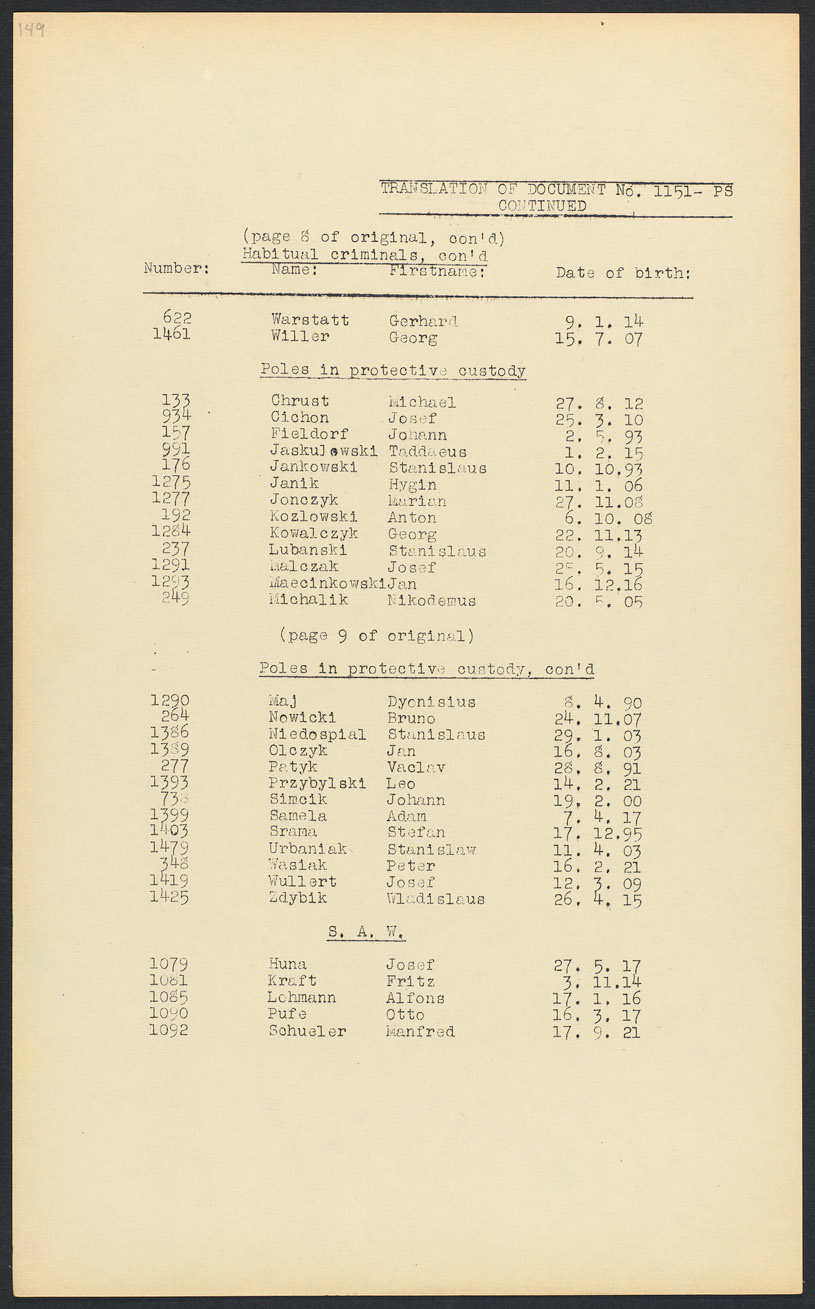 149
TRANSLATION OF DOCUMENT No. 1151- PS
CONTINUED
(page 8 of original, con'd)
Habitual criminals, con'd
Number: Name: Firstname: Date of birth:
622 Warstatt Gerhard 9. 1. 14
1461 Willer Georg 15. 7. 07
Poles in protective custody
133 Chrust Michael 27. 8. 12
934 Cichon Josef 25. 3. 10
157 Fieldorf Johann 2. 5. 93
991 Jaskulowski Taddaeus 1. 2. 15
176 Jankowski Stanislaus 10. 10.93
1275 Janik Hygin 11. 1. 06
1277 Jonczyk Marian 27. 11.08
192 Kozlowski Anton 6. 10. 08
1284 Kowalczyk Georg 22. 11.13
237 Lubanski Stanislaus 20. 9. 14
1291 Malczak Josef 5. 15
1293 MaecinkowskiJan 16. 12.16
249 Michalik Nikodemus 20. 5. 05
(page 9 of original)
Poles in protective custody, con'd
1290 Maj Dyonisius 8. 4. 90
264 Nowicki Bruno 24. 11.07
1386 Niedospial Stanislaus 29. 1. 03
1389 Olczyk Jan 16. 8. 03
277 Patyk Vaclav 28. 8. 91
1393 Przybylski Leo 14. 2. 21
Simcik Johann 19. 2. 00
1399 Samela Adam 7. 4. 17
1403 Srama Stefan 17. 12.95
1479 Urbaniak Stanislaw 11. 4. 03
348 Wasiak Peter 16. 2. 21
1419 Wullert Josef 12. 3. 09
1425 Zdybik Wladislaus 26. 4. 15
S. A. W.
1079 Huna Josef 27. 5. 17
1081 Kraft Fritz 3. 11.14
1085 Lohmann Alfons 17. 1. 16
1090 Pufe Otto 16. 3. 17
1092 Schueler Manfred 17. 9. 21